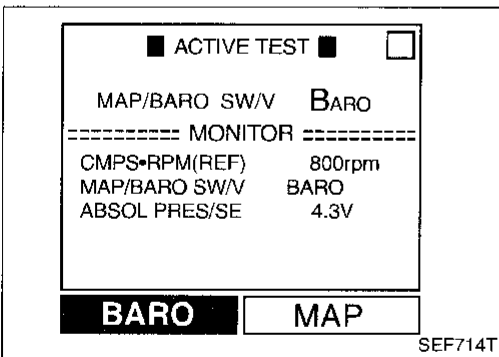 ■ ACTIVE TEST ■
MAP/BARO SW/V BARO
========= MONITOR =========
CMPS•RPM(REF) 800rpm
MAP/BARO SW/V BARO
ABSOL PRES/SE 4.3V
BARO MAP
SEF714T